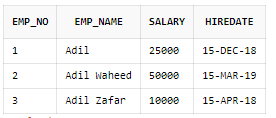 EMP_NO EMP_NAME SALARY HIREDATE
1 Adil 25000 15-DEC-18
2 Adil Waheed 50000 15-MAR-19
3 Adil Zafar 10000 15-APR-18